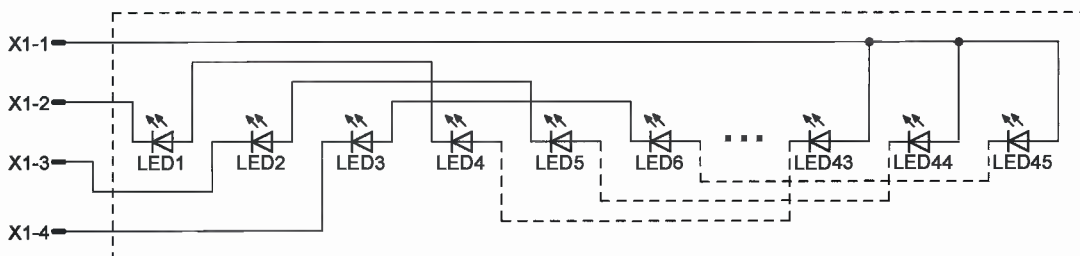 X1-1
X1-2
X1-3
X1-4
LED1 LED2 LED3 LED4 LED5 LED6 LED43 LED44 LED45